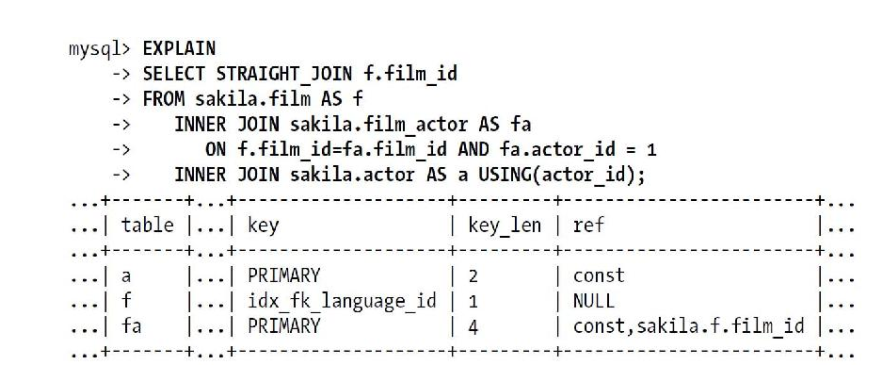 mysql> EXPLAIN
    -> SELECT STRAIGHT_JOIN f.film_id
    -> FROM sakila.film AS f
    ->    INNER JOIN sakila.film_actor AS fa
    ->       ON f.film_id=fa.film_id AND fa.actor_id = 1
    ->    INNER JOIN sakila.actor AS a USING(actor_id);
...+-------+...+--------------------+---------+------------------------+...
...| table |...| key                | key_len | ref                    |...
...+-------+...+--------------------+---------+------------------------+...
...| a     |...| PRIMARY            | 2       | const                  |...
...| f     |...| idx_fk_language_id | 1       | NULL                   |...
...| fa    |...| PRIMARY            | 4       | const,sakila.f.film_id |...
...+-------+...+--------------------+---------+------------------------+...